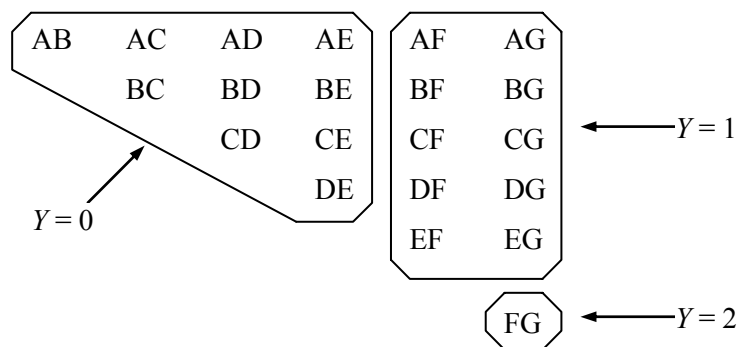 AB AC AD AE AF AG
BC BD BE BF BG
CD CE CF CG Y = 1
DE DF DG
Y = 0
EF EG
FG Y = 2